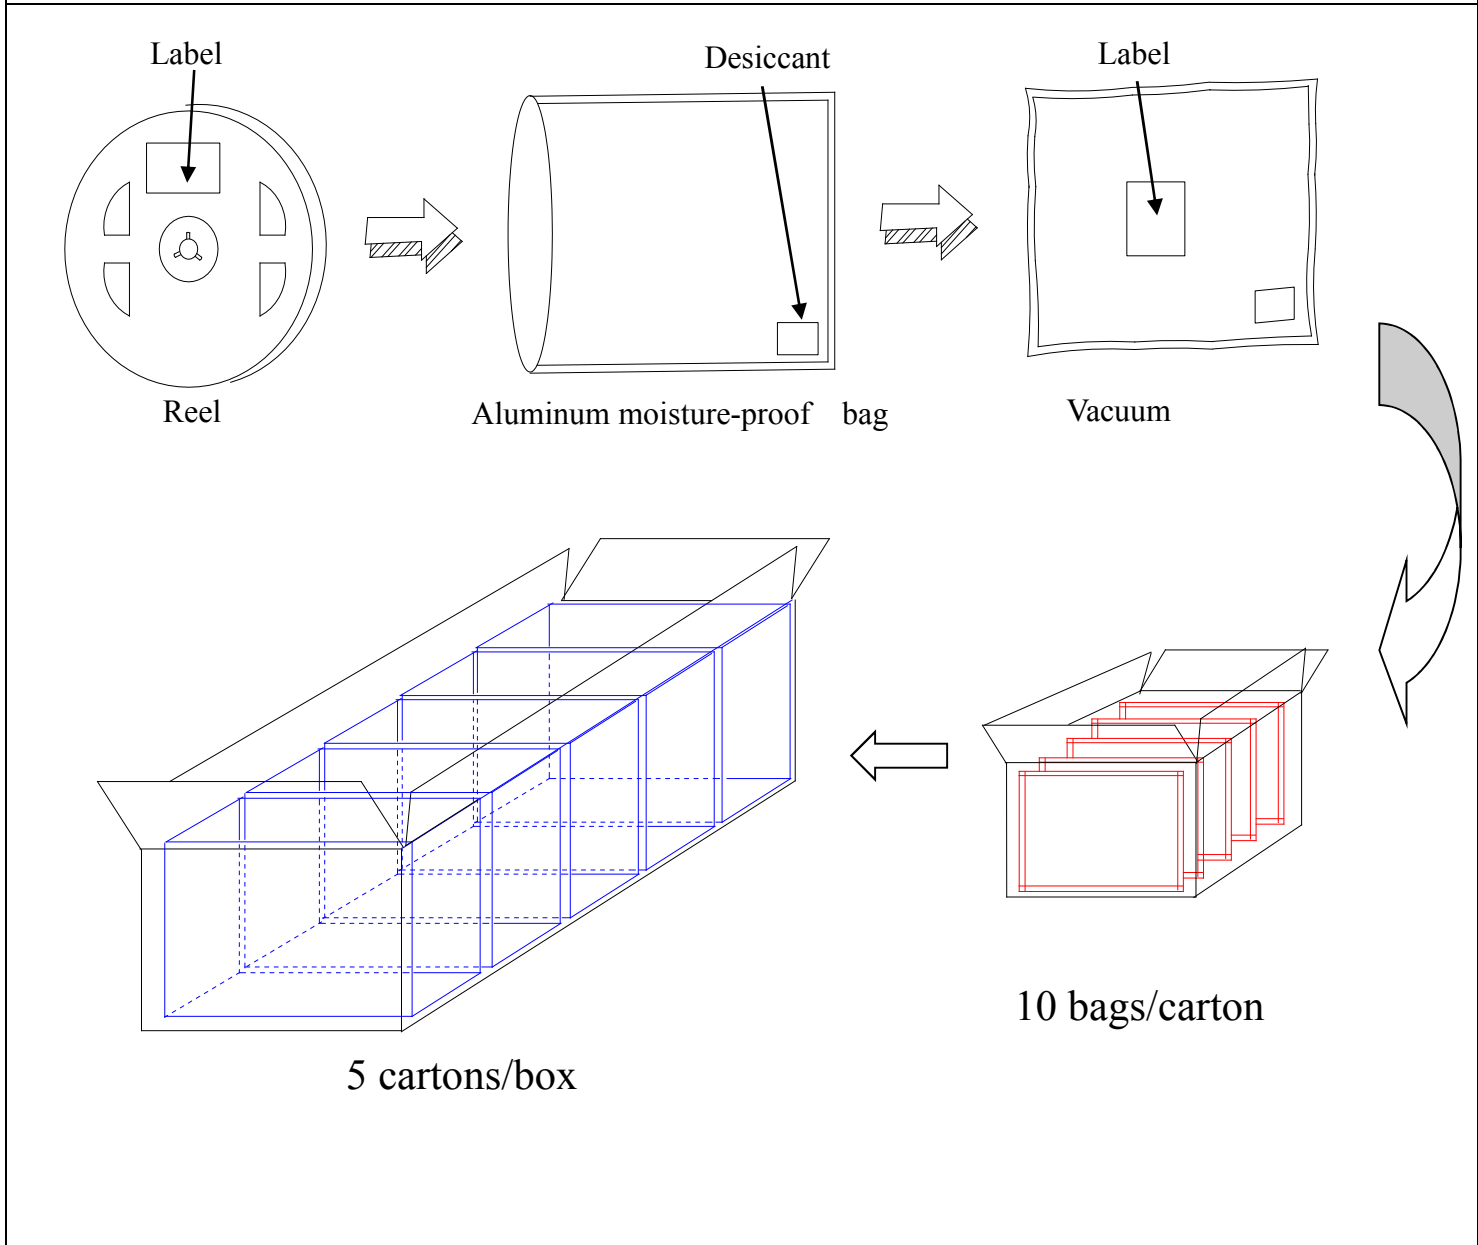 Label
Desiccant
Label
Reel
Aluminum moisture-proof bag
Vacuum
10 bags/carton
5 cartons/box